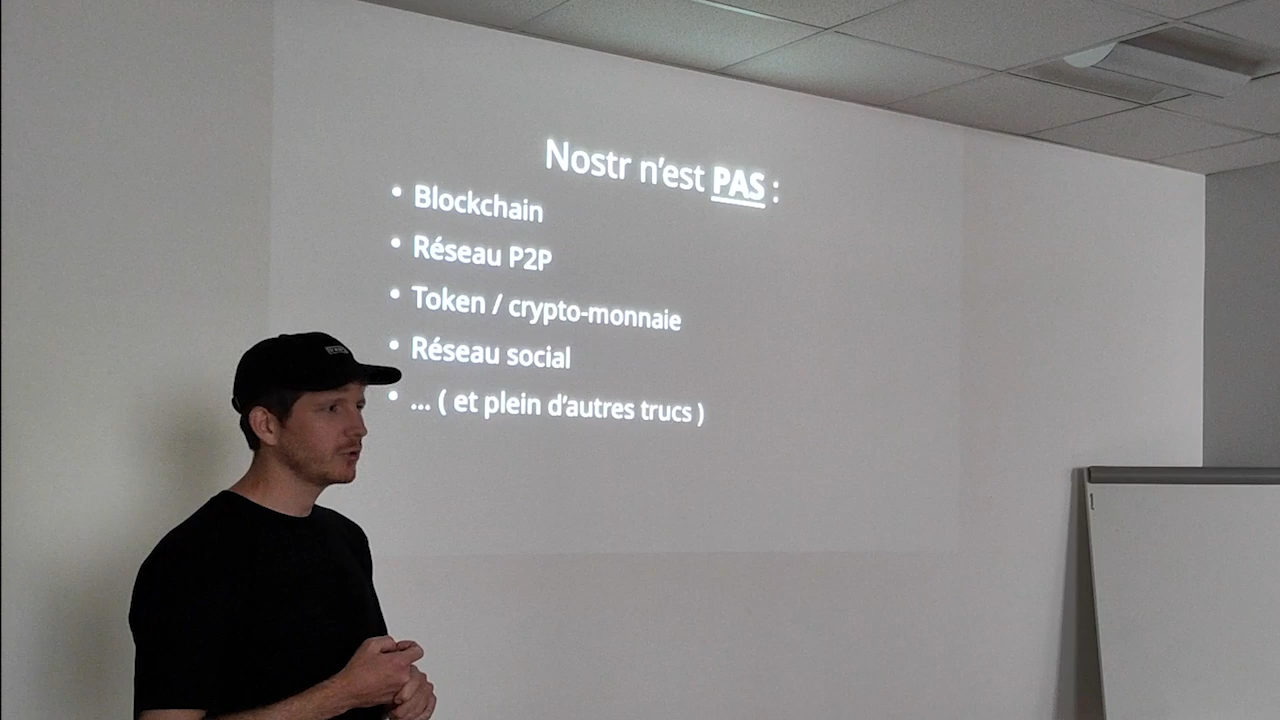 Nostr n'est PAS :
• Blockchain
• Réseau P2P
• Token / crypto-monnaie
• Réseau social
• ... ( et plein d'autres trucs )